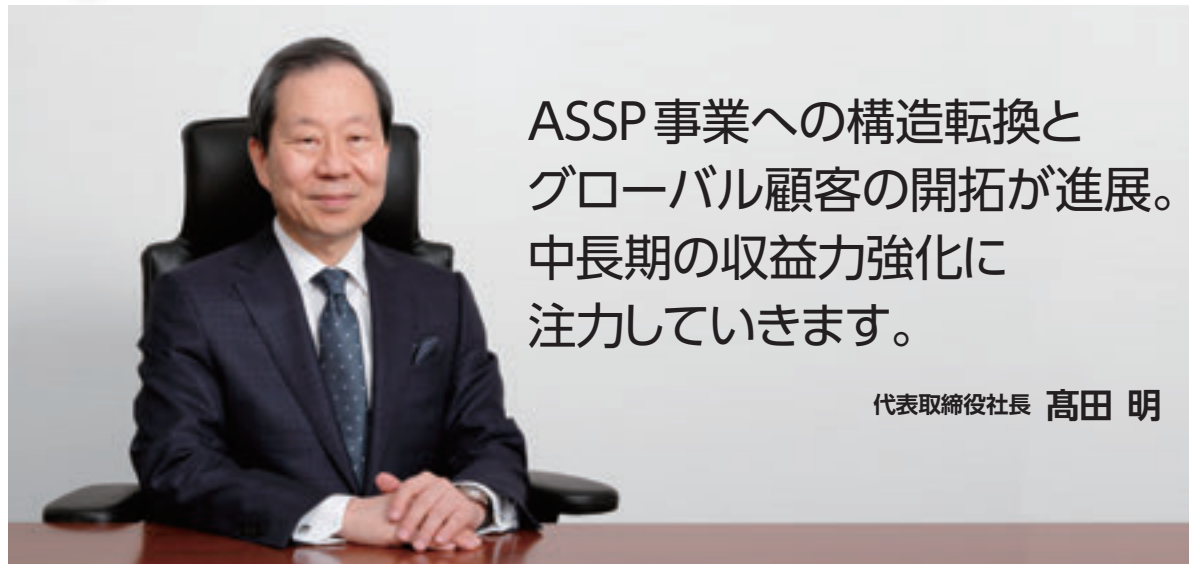 ASSP事業への構造転換と
グローバル顧客の開拓が進展。
中長期の収益力強化に
注力していきます。
代表取締役社長 髙田 明